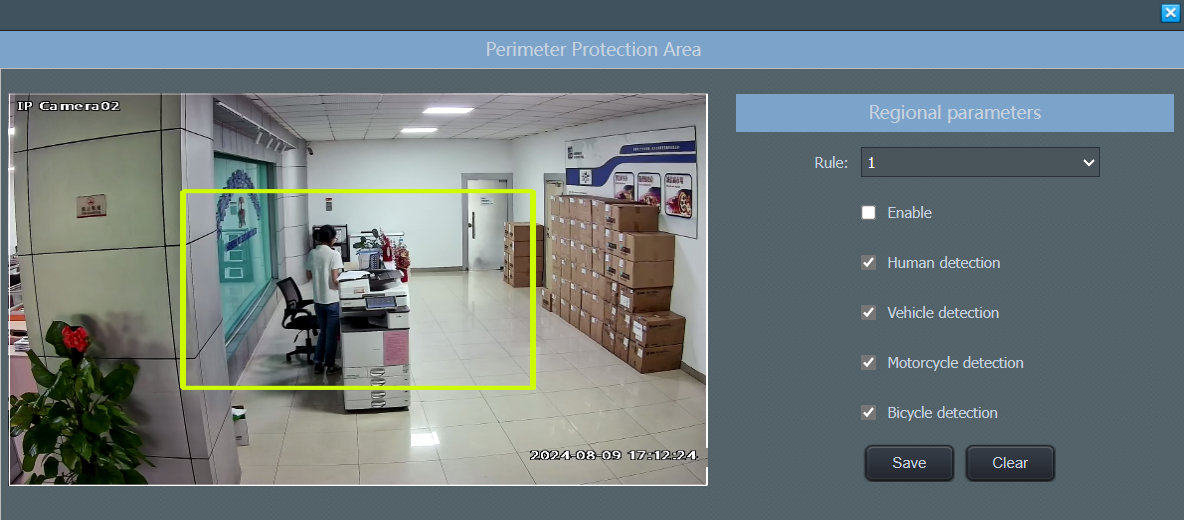 Perimeter Protection Area
IP Camera02
2024-08-09 17:12:24
Regional parameters
Rule:
1
Enable
Human detection
Vehicle detection
Motorcycle detection
Bicycle detection
Save
Clear